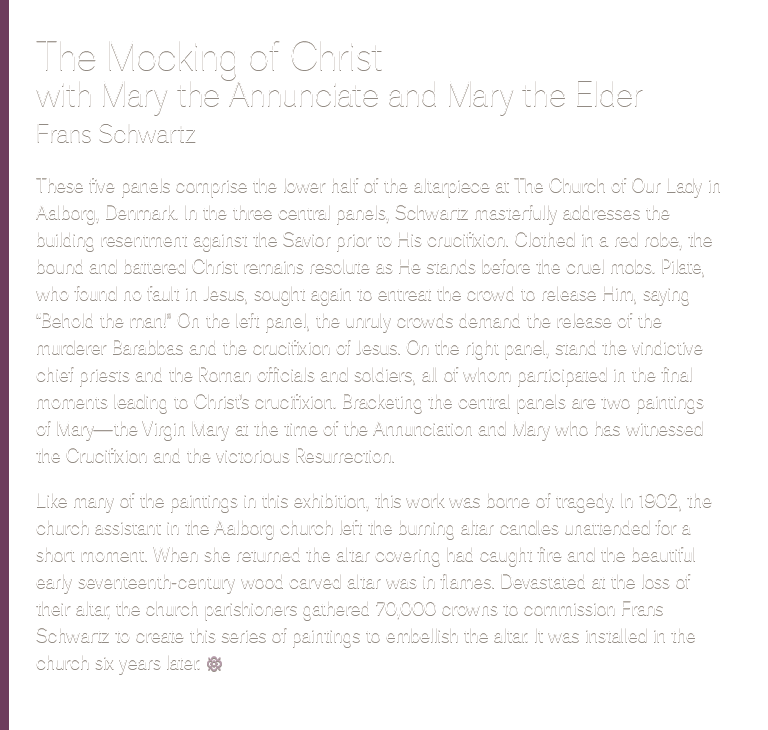 The Mocking of Christ
with Mary the Annunciate and Mary the Elder
Frans Schwartz
These five panels comprise the lower half of the altarpiece at The Church of Our Lady in
Aalborg, Denmark. In the three central panels, Schwartz masterfully addresses the
building resentment against the Savior prior to His crucifixion. Clothed in a red robe, the
bound and battered Christ remains resolute as He stands before the cruel mobs. Pilate,
who found no fault in Jesus, sought again to entreat the crowd to release Him, saying
“Behold the man!” On the left panel, the unruly crowds demand the release of the
murderer Barabbas and the crucifixion of Jesus. On the right panel, stand the vindictive
chief priests and the Roman officials and soldiers, all of whom participated in the final
moments leading to Christ's crucifixion. Bracketing the central panels are two paintings
of Mary—the Virgin Mary at the time of the Annunciation and Mary who has witnessed
the Crucifixion and the victorious Resurrection.
Like many of the paintings in this exhibition, this work was borne of tragedy. In 1902, the
church assistant in the Aalborg church left the burning altar candles unattended for a
short moment. When she returned the altar covering had caught fire and the beautiful
early seventeenth-century wood carved altar was in flames. Devastated at the loss of
their altar, the church parishioners gathered 70,000 crowns to commission Frans
Schwartz to create this series of paintings to embellish the altar. It was installed in the
church six years later.